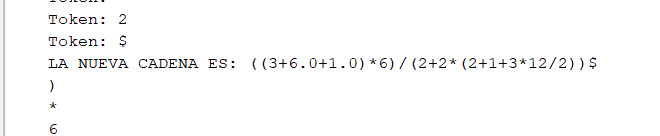 Token: 2
Token: $
LA NUEVA CADENA ES: ((3+6.0+1.0)*6)/(2+2*(2+1+3*12/2))$
)
*
6